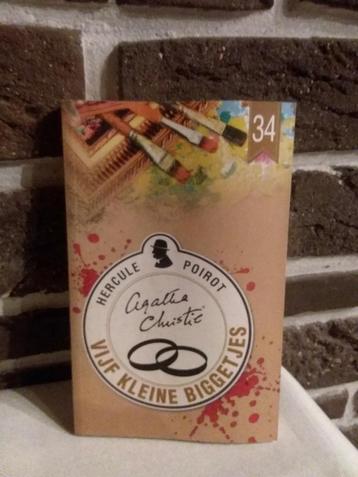 34
HERCULE POIROT
Agatha
Christie
VIJF KLEINE BIGGETJES